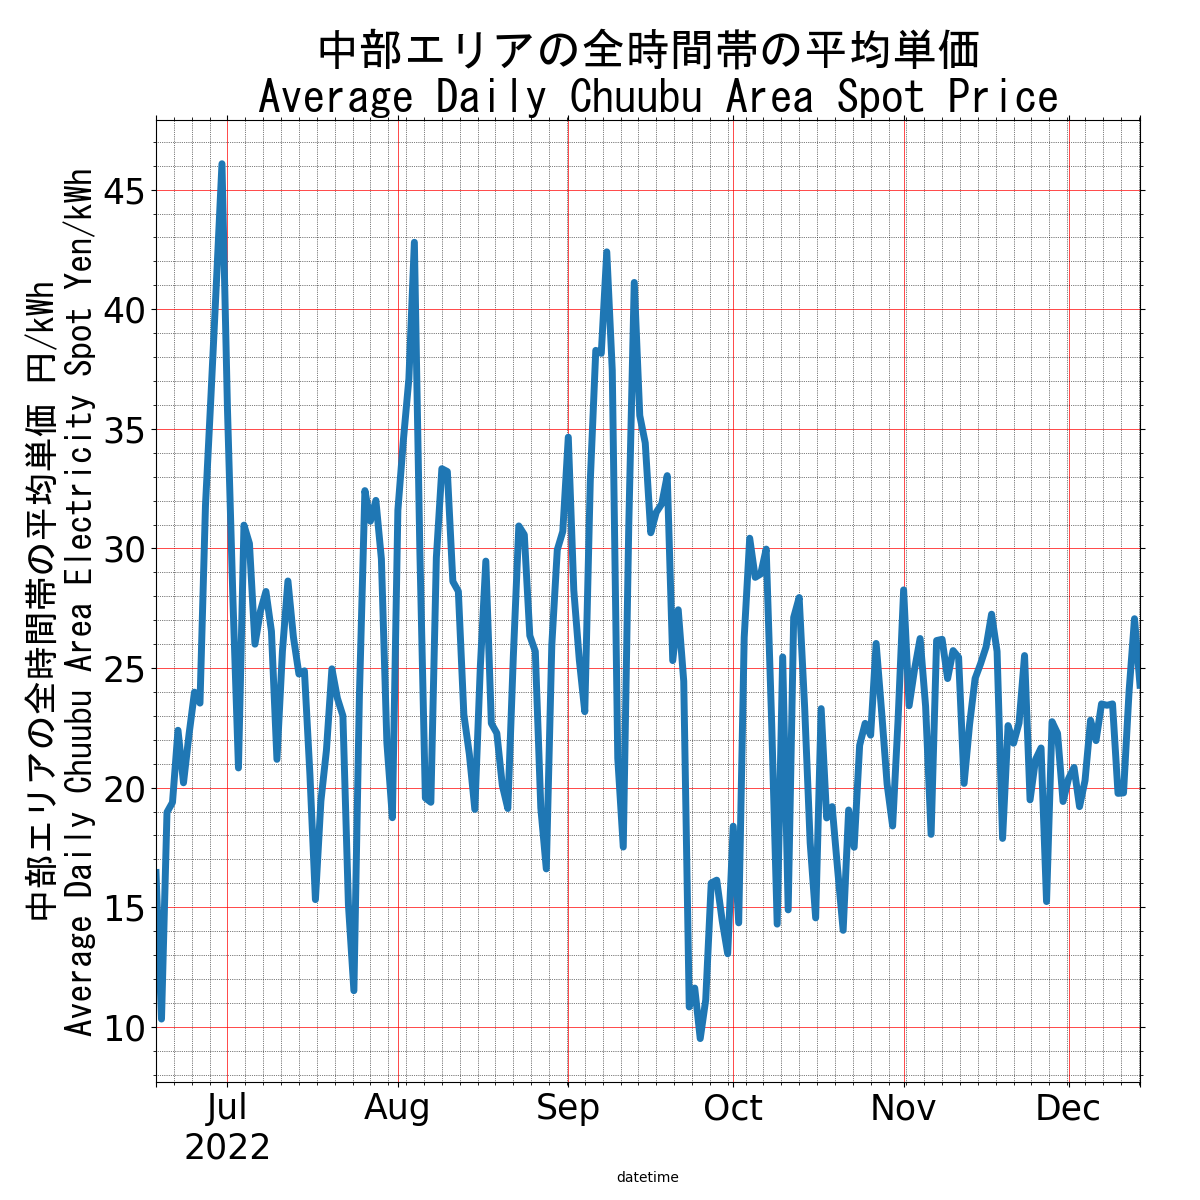 中部エリアの全時間帯の平均単価
Average Daily Chuubu Area Spot Price
中部エリアの全時間帯の平均単価 円/kWh
Average Daily Chuubu Area Electricity Spot Yen/kWh
45
40
35
30
25
20
15
10
Jul
Aug
Sep
Oct
Nov
Dec
2022
datetime